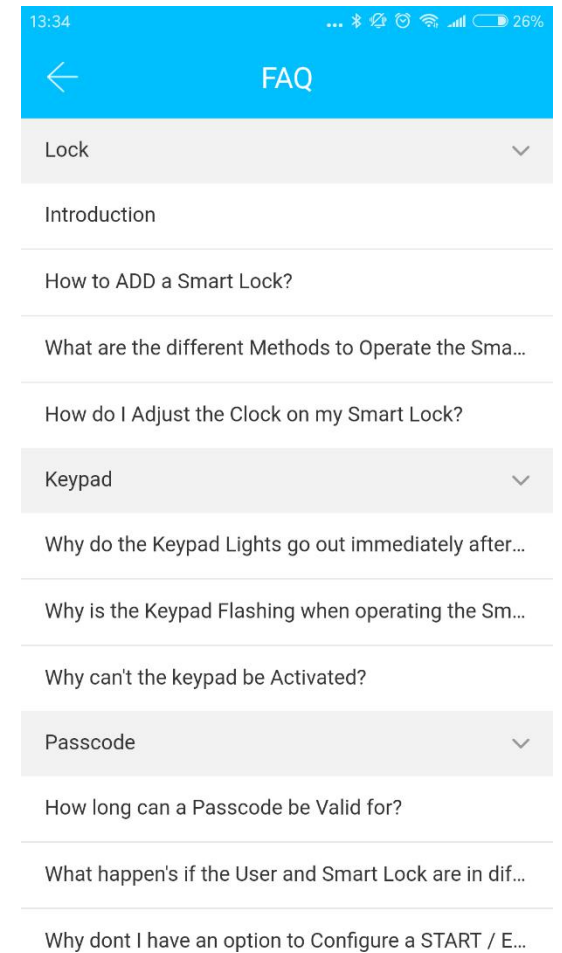 13:34 ... 26%
FAQ
Lock
Introduction
How to ADD a Smart Lock?
What are the different Methods to Operate the Sma...
How do I Adjust the Clock on my Smart Lock?
Keypad
Why do the Keypad Lights go out immediately after...
Why is the Keypad Flashing when operating the Sm...
Why can't the keypad be Activated?
Passcode
How long can a Passcode be Valid for?
What happen's if the User and Smart Lock are in dif...
Why dont I have an option to Configure a START / E...